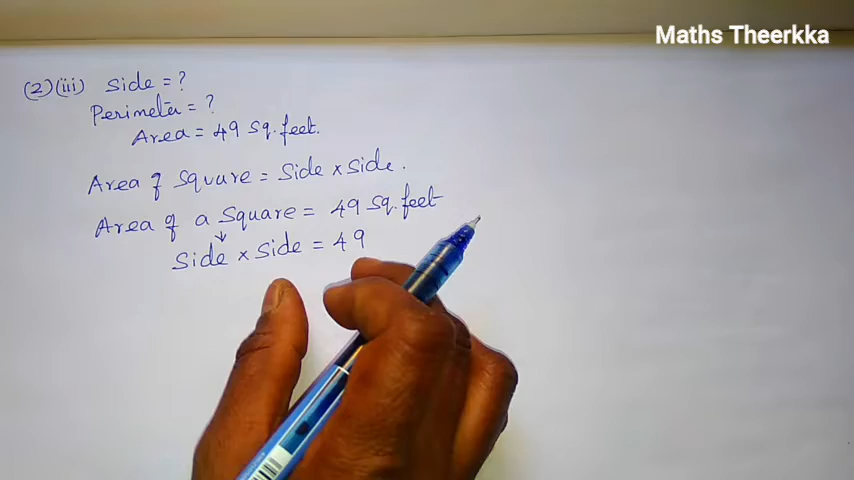 Maths Theerkka
(2)(iii) Side = ?
Perimeter = ?
Area = 49 sq.feet.
Area of square = Side × Side.
Area of a Square = 49 sq.feet
Side × Side = 49